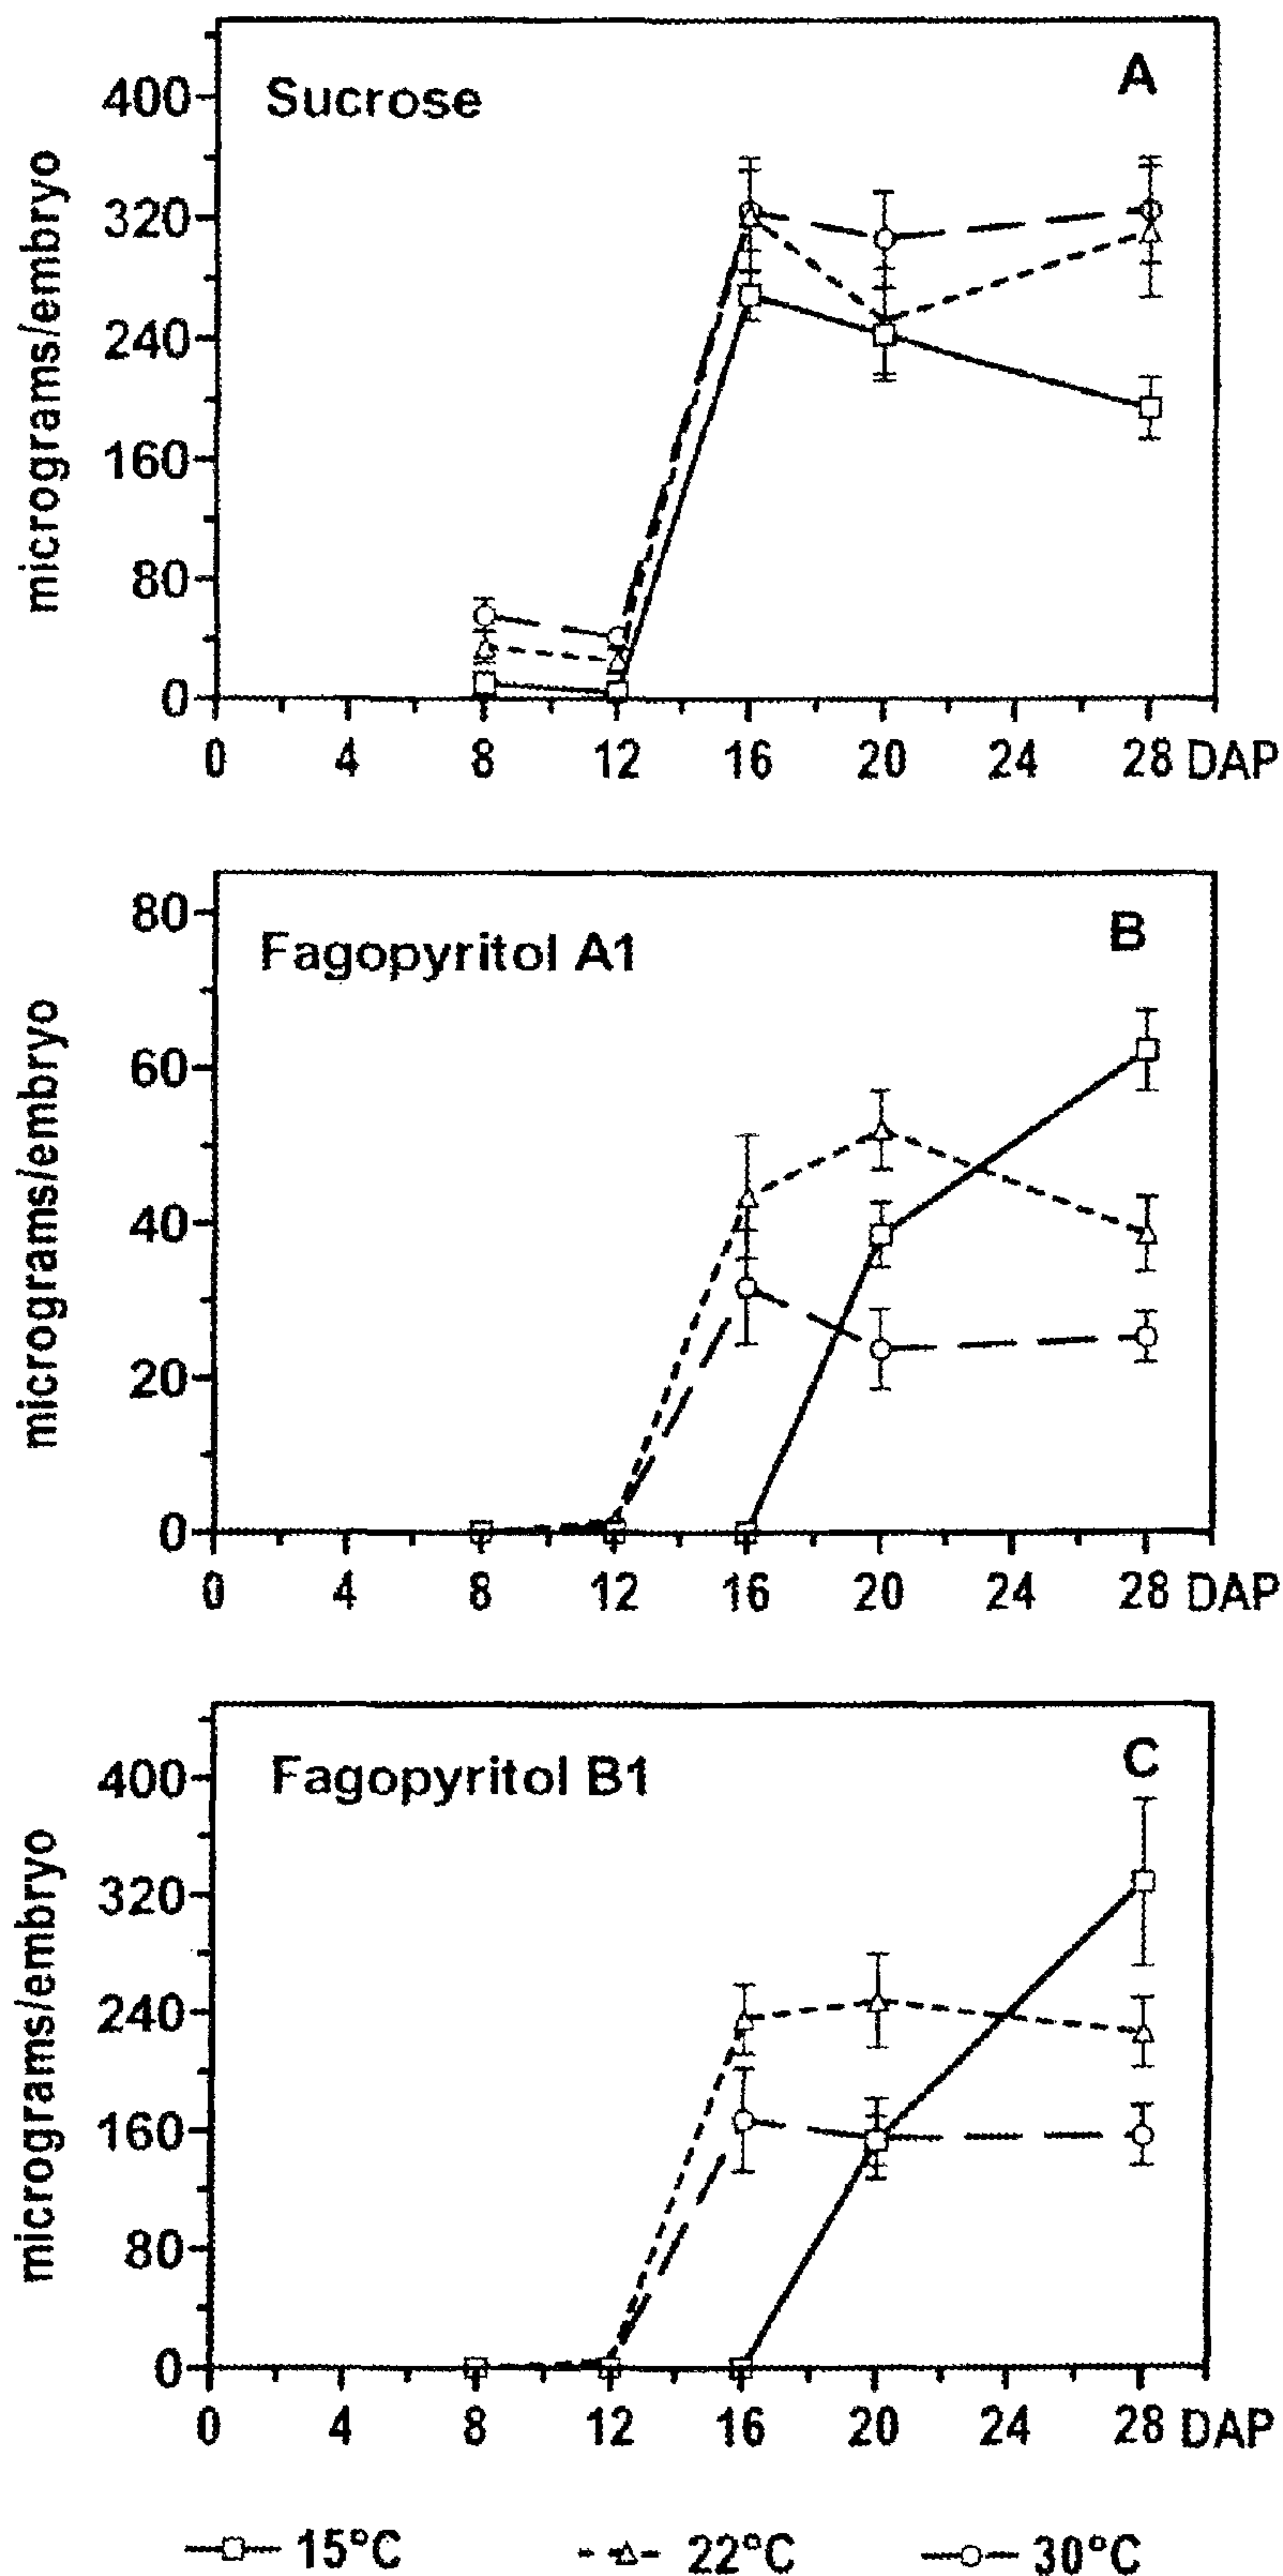 A
Sucrose
micrograms/embryo
400
320
240
160
80
0
0 4 8 12 16 20 24 28 DAP
B
Fagopyritol A1
micrograms/embryo
80
60
40
20
0
0 4 8 12 16 20 24 28 DAP
C
Fagopyritol B1
micrograms/embryo
400
320
240
160
80
0
0 4 8 12 16 20 24 28 DAP
15°C 22°C 30°C